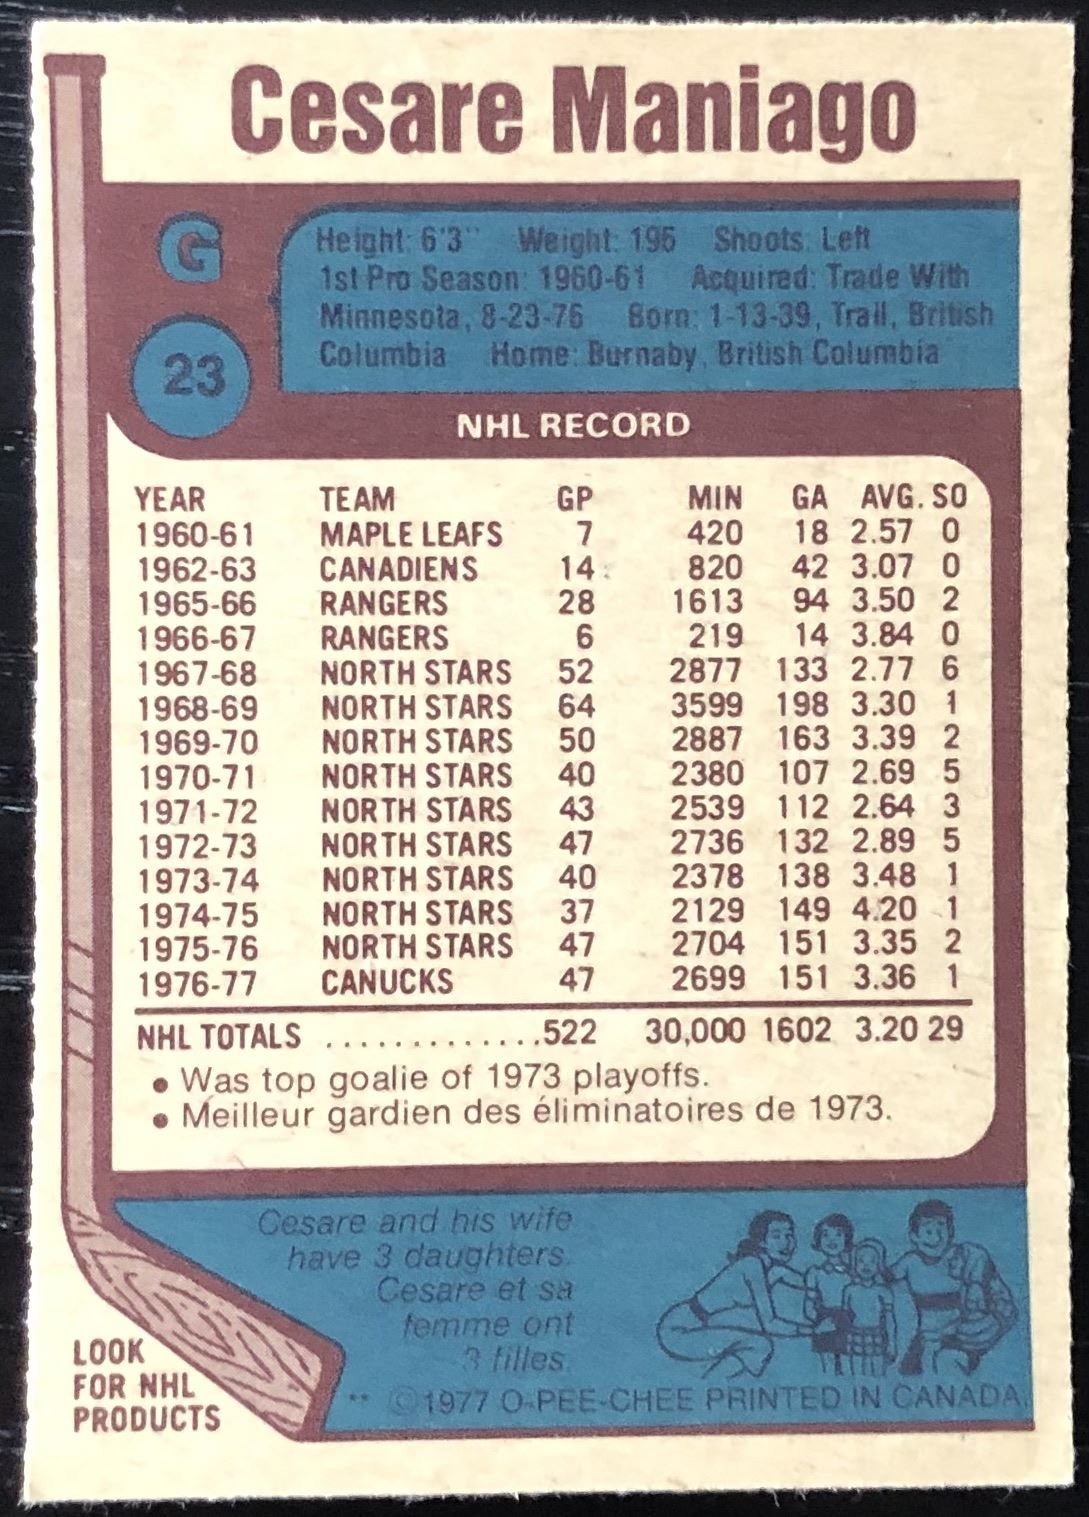 Cesare Maniago
G
Height: 6'3" Weight: 195 Shoots: Left
1st Pro Season: 1960-61 Acquired: Trade With
Minnesota, 8-23-76 Born: 1-13-39, Trail, British
Columbia Home: Burnaby, British Columbia
23
NHL RECORD
YEAR TEAM GP MIN GA AVG. SO
1960-61 MAPLE LEAFS 7 420 18 2.57 0
1962-63 CANADIENS 14 820 42 3.07 0
1965-66 RANGERS 28 1613 94 3.50 2
1966-67 RANGERS 6 219 14 3.84 0
1967-68 NORTH STARS 52 2877 133 2.77 6
1968-69 NORTH STARS 64 3599 198 3.30 1
1969-70 NORTH STARS 50 2887 163 3.39 2
1970-71 NORTH STARS 40 2380 107 2.69 5
1971-72 NORTH STARS 43 2539 112 2.64 3
1972-73 NORTH STARS 47 2736 132 2.89 5
1973-74 NORTH STARS 40 2378 138 3.48 1
1974-75 NORTH STARS 37 2129 149 4.20 1
1975-76 NORTH STARS 47 2704 151 3.35 2
1976-77 CANUCKS 47 2699 151 3.36 1
NHL TOTALS .............522 30,000 1602 3.20 29
• Was top goalie of 1973 playoffs.
• Meilleur gardien des éliminatoires de 1973.
Cesare and his wife
have 3 daughters.
Cesare et sa
femme ont
3 filles.
LOOK
FOR NHL
PRODUCTS
** ©1977 O-PEE-CHEE PRINTED IN CANADA.